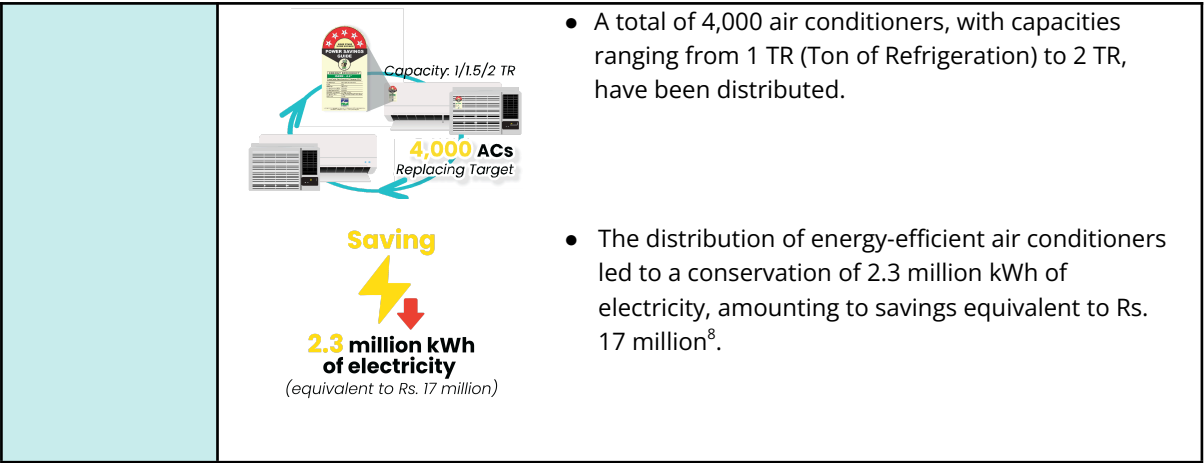 POWER SAVINGS
GUIDE
Capacity: 1/1.5/2 TR
4,000 ACs
Replacing Target
● A total of 4,000 air conditioners, with capacities
ranging from 1 TR (Ton of Refrigeration) to 2 TR,
have been distributed.
Saving
2.3 million kWh
of electricity
(equivalent to Rs. 17 million)
● The distribution of energy-efficient air conditioners
led to a conservation of 2.3 million kWh of
electricity, amounting to savings equivalent to Rs.
17 million⁸.